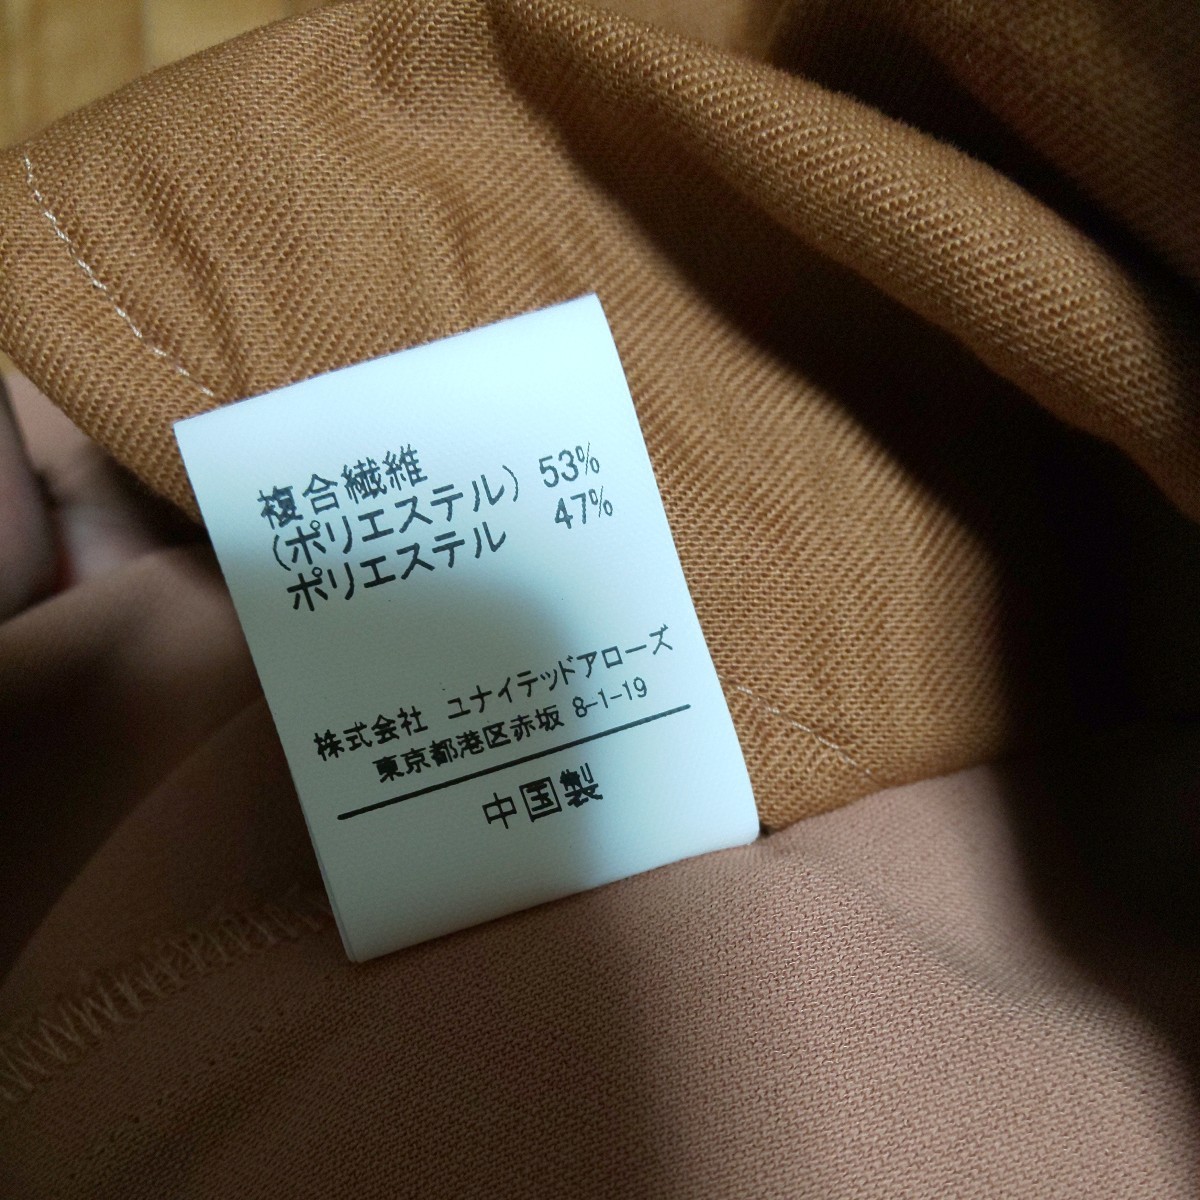 複合繊維
(ポリエステル) 53%
ポリエステル 47%
株式会社 ユナイテッドアローズ
東京都港区赤坂 8-1-19
中国製